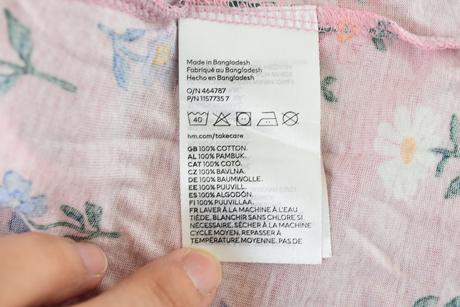 Made in Bangladesh
Fabriqué au Bangladesh
Hecho en Bangladesh
O/N 464787
P/N 1157735 7
40
hm.com/takecare
GB 100% COTTON.
AL 100% PAMBUK.
CAT 100% COTÓ.
CZ 100% BAVLNA.
DE 100% BAUMWOLLE.
EE 100% PUUVILL.
ES 100% ALGODÓN.
FI 100% PUUVILLAA.
FR LAVER À LA MACHINE À L'EAU
TIÈDE. BLANCHIR SANS CHLORE SI
NÉCESSAIRE. SÉCHER À LA MACHINE
CYCLE MOYEN. REPASSER À
TEMPÉRATURE MOYENNE. PAS DE